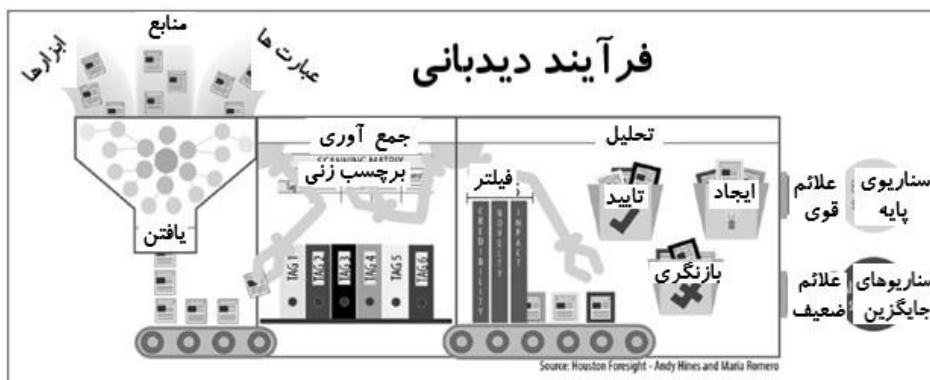 فرآیند دیدبانی
ابزارها
منابع
عبارت ها
یافتن
جمع آوری
SCANNING MATRIX
برچسب زنی
TAG 1
TAG 2
TAG 3
TAG 4
TAG 5
TAG 6
تحلیل
فیلتر
CREDIBILITY
NOVELTY
IMPACT
تایید
ایجاد
بازنگری
علائم
قوی
سناریوی
پایه
علائم
ضعیف
سناریوهای
جایگزین
Source: Houston Foresight - Andy Hines and Maria Romero